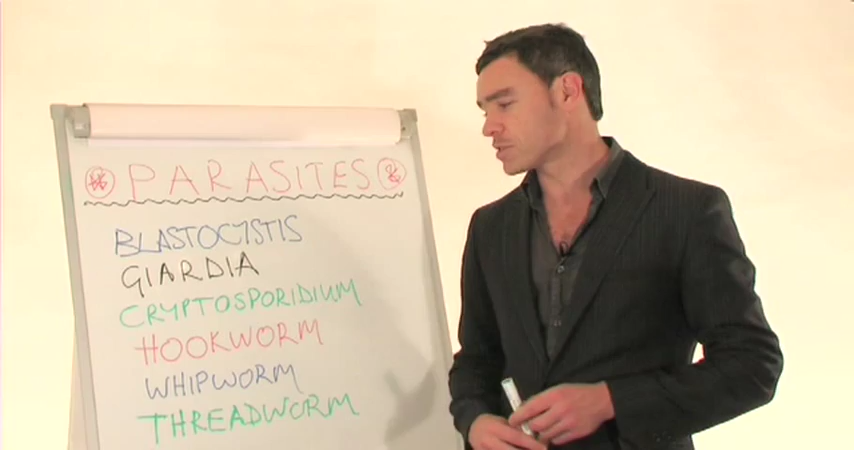 PARASITES
BLASTOCYSTIS
GIARDIA
CRYPTOSPORIDIUM
HOOKWORM
WHIPWORM
THREADWORM